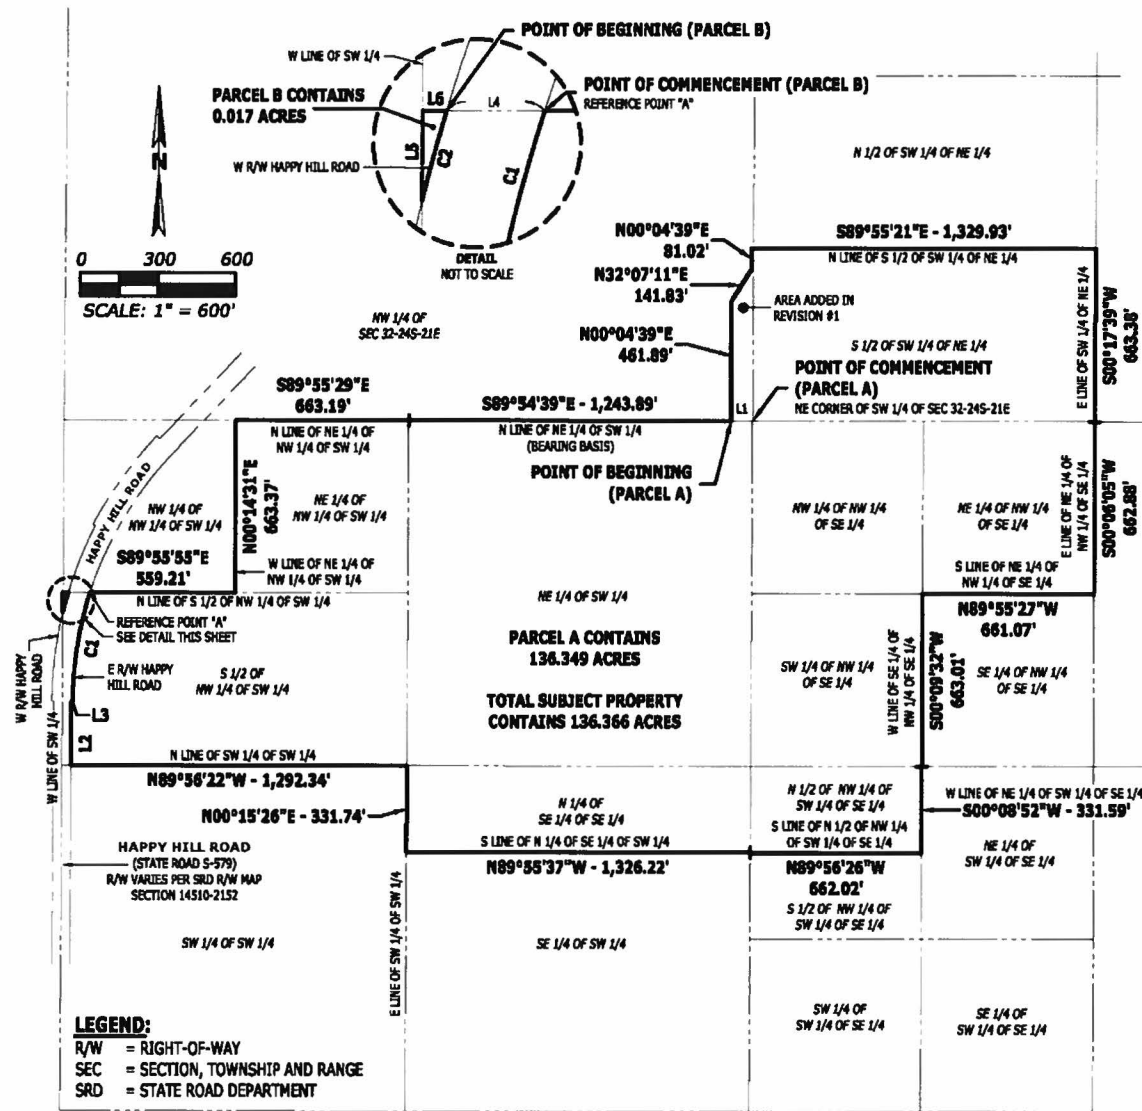 POINT OF BEGINNING (PARCEL B)
W LINE OF SW 1/4
POINT OF COMMENCEMENT (PARCEL B)
REFERENCE POINT "A"
PARCEL B CONTAINS
0.017 ACRES
L6
L4
L5
C2
C1
W R/W HAPPY HILL ROAD
DETAIL
NOT TO SCALE
N
0 300 600
SCALE: 1" = 600'
N 1/2 OF SW 1/4 OF NE 1/4
N00°04'39"E
81.02'
S89°55'21"E - 1,329.93'
N LINE OF S 1/2 OF SW 1/4 OF NE 1/4
N32°07'11"E
141.83'
AREA ADDED IN
REVISION #1
NW 1/4 OF
SEC 32-24S-21E
N00°04'39"E
461.89'
S 1/2 OF SW 1/4 OF NE 1/4
E LINE OF SW 1/4 OF NE 1/4
S00°17'39"W
663.38'
POINT OF COMMENCEMENT
(PARCEL A)
NE CORNER OF SW 1/4 OF SEC 32-24S-21E
L1
S89°55'29"E
663.19'
S89°54'39"E - 1,243.89'
N LINE OF NE 1/4 OF
NW 1/4 OF SW 1/4
N LINE OF NE 1/4 OF SW 1/4
(BEARING BASIS)
POINT OF BEGINNING
(PARCEL A)
HAPPY HILL ROAD
NW 1/4 OF
NW 1/4 OF SW 1/4
N00°14'31"E
663.37'
NE 1/4 OF
NW 1/4 OF SW 1/4
NW 1/4 OF NW 1/4
OF SE 1/4
NE 1/4 OF NW 1/4
OF SE 1/4
E LINE OF NE 1/4 OF
NW 1/4 OF SE 1/4
S00°06'05"W
662.88'
S89°55'55"E
559.21'
W LINE OF NE 1/4 OF
NW 1/4 OF SW 1/4
S LINE OF NE 1/4 OF
NW 1/4 OF SE 1/4
N LINE OF S 1/2 OF NW 1/4 OF SW 1/4
NE 1/4 OF SW 1/4
N89°55'27"W
661.07'
REFERENCE POINT "A"
SEE DETAIL THIS SHEET
C1
PARCEL A CONTAINS
136.349 ACRES
W R/W HAPPY
HILL ROAD
E R/W HAPPY
HILL ROAD
S 1/2 OF
NW 1/4 OF SW 1/4
SW 1/4 OF NW 1/4
OF SE 1/4
W LINE OF SE 1/4 OF
NW 1/4 OF SE 1/4
S00°09'32"W
663.01'
SE 1/4 OF NW 1/4
OF SE 1/4
TOTAL SUBJECT PROPERTY
CONTAINS 136.366 ACRES
L3
L2
W LINE OF SW 1/4
N LINE OF SW 1/4 OF SW 1/4
N89°56'22"W - 1,292.34'
N00°15'26"E - 331.74'
N 1/4 OF
SE 1/4 OF SW 1/4
S LINE OF N 1/4 OF SE 1/4 OF SW 1/4
N 1/2 OF NW 1/4 OF
SW 1/4 OF SE 1/4
S LINE OF N 1/2 OF NW 1/4
OF SW 1/4 OF SE 1/4
W LINE OF NE 1/4 OF SW 1/4 OF SE 1/4
S00°08'52"W - 331.59'
HAPPY HILL ROAD
(STATE ROAD S-579)
R/W VARIES PER SRD R/W MAP
SECTION 14510-2152
N89°55'37"W - 1,326.22'
N89°56'26"W
662.02'
NE 1/4 OF
SW 1/4 OF SE 1/4
S 1/2 OF NW 1/4 OF
SW 1/4 OF SE 1/4
SW 1/4 OF SW 1/4
E LINE OF SW 1/4 OF SW 1/4
SE 1/4 OF SW 1/4
SW 1/4 OF
SW 1/4 OF SE 1/4
SE 1/4 OF
SW 1/4 OF SE 1/4
LEGEND:
R/W = RIGHT-OF-WAY
SEC = SECTION, TOWNSHIP AND RANGE
SRD = STATE ROAD DEPARTMENT